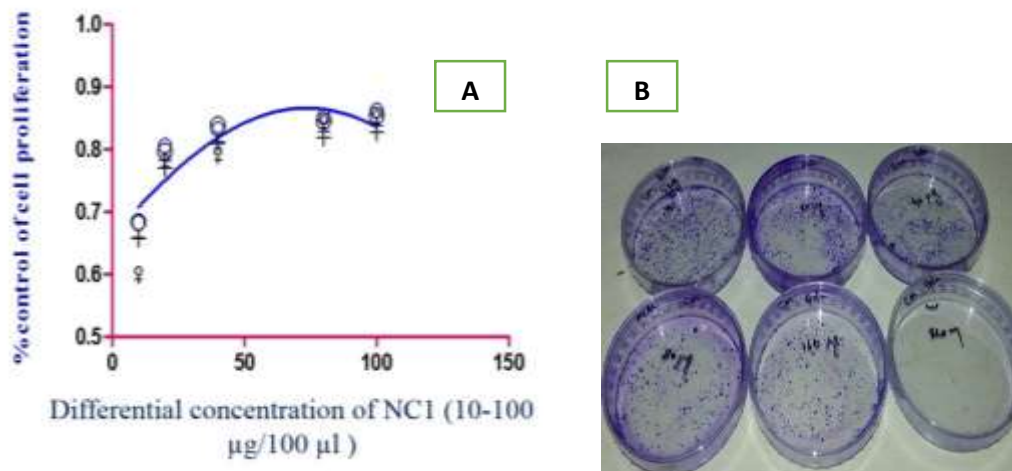 %control of cell proliferation
1.0
0.9
0.8
0.7
0.6
0.5
0
50
100
150
Differential concentration of NC1 (10-100
µg/100 µl )
A
B